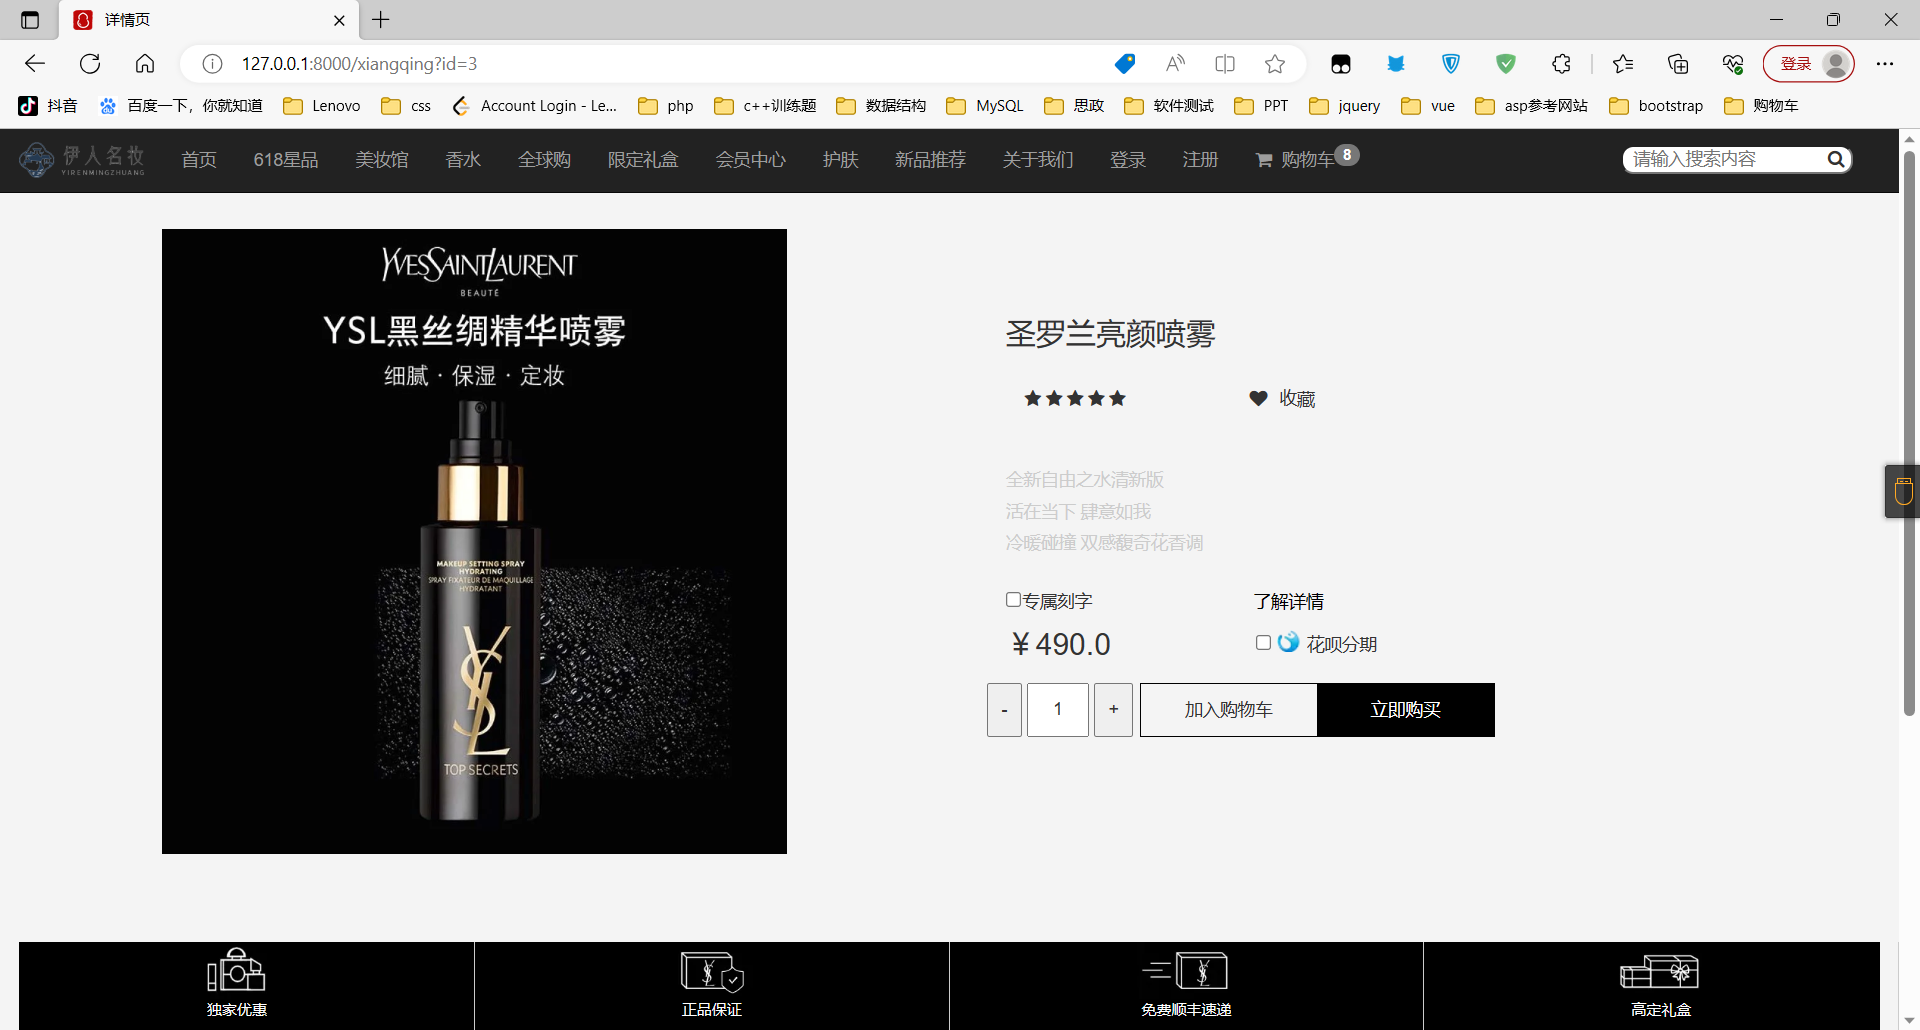 详情页
127.0.0.1:8000/xiangqing?id=3
登录
抖音 百度一下，你就知道 Lenovo css Account Login - Le... php c++训练题 数据结构 MySQL 思政 软件测试 PPT jquery vue asp参考网站 bootstrap 购物车
伊人名妆
YIRENMINGZHUANG
首页 618星品 美妆馆 香水 全球购 限定礼盒 会员中心 护肤 新品推荐 关于我们 登录 注册 购物车 8
请输入搜索内容
YVESSAINTLAURENT
BEAUTÉ
YSL黑丝绸精华喷雾
细腻 · 保湿 · 定妆
MAKEUP SETTING SPRAY
HYDRATING
SPRAY FIXATEUR DE MAQUILLAGE
HYDRATANT
YSL
TOP SECRETS
圣罗兰亮颜喷雾
收藏
全新自由之水清新版
活在当下 肆意如我
冷暖碰撞 双感馥奇花香调
专属刻字 了解详情
￥490.0 花呗分期
- 1 + 加入购物车 立即购买
独家优惠 正品保证 免费顺丰速递 高定礼盒